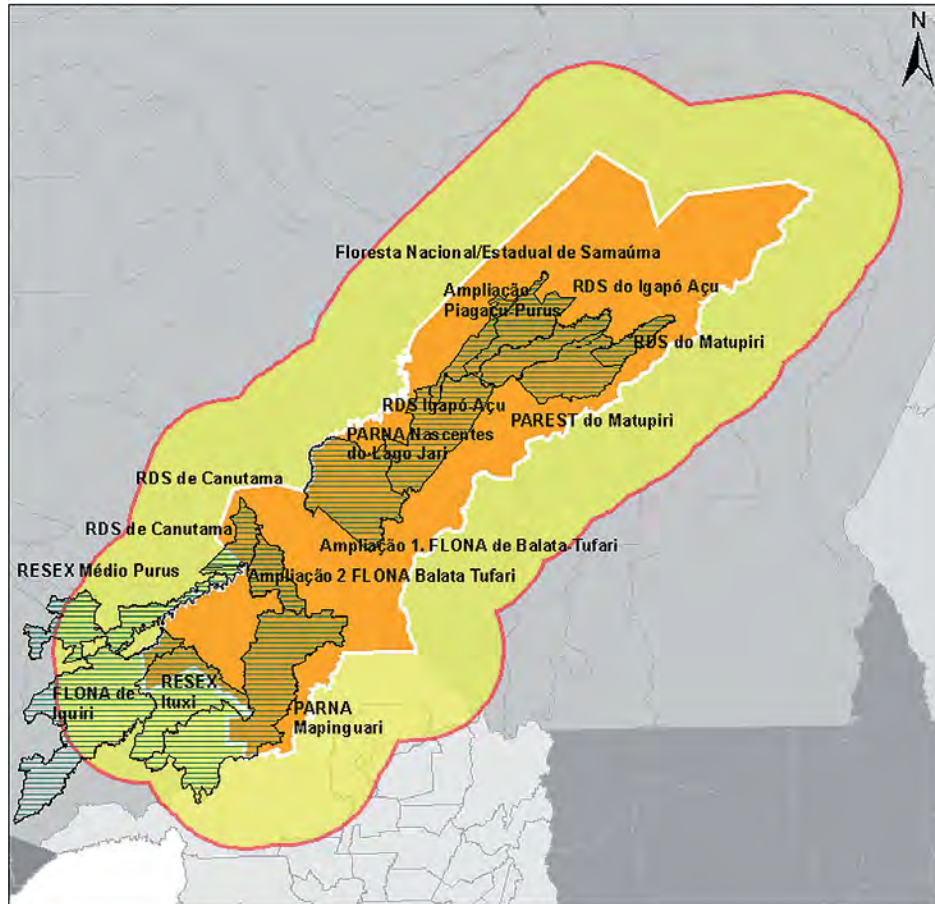 N
Floresta Nacional/Estadual de Samaúma
Ampliação
Piagaçu-Purus
RDS do Igapó Açu
RDS do Matupiri
RDS Igapó Açu
PAREST do Matupiri
PARNA Nascentes
do Lago Jari
RDS de Canutama
RDS de Canutama
Ampliação 1. FLONA de Balata-Tufari
RESEX Médio Purus
Ampliação 2 FLONA Balata Tufari
FLONA de
Iquiri
RESEX
Ituxi
PARNA
Mapinguari